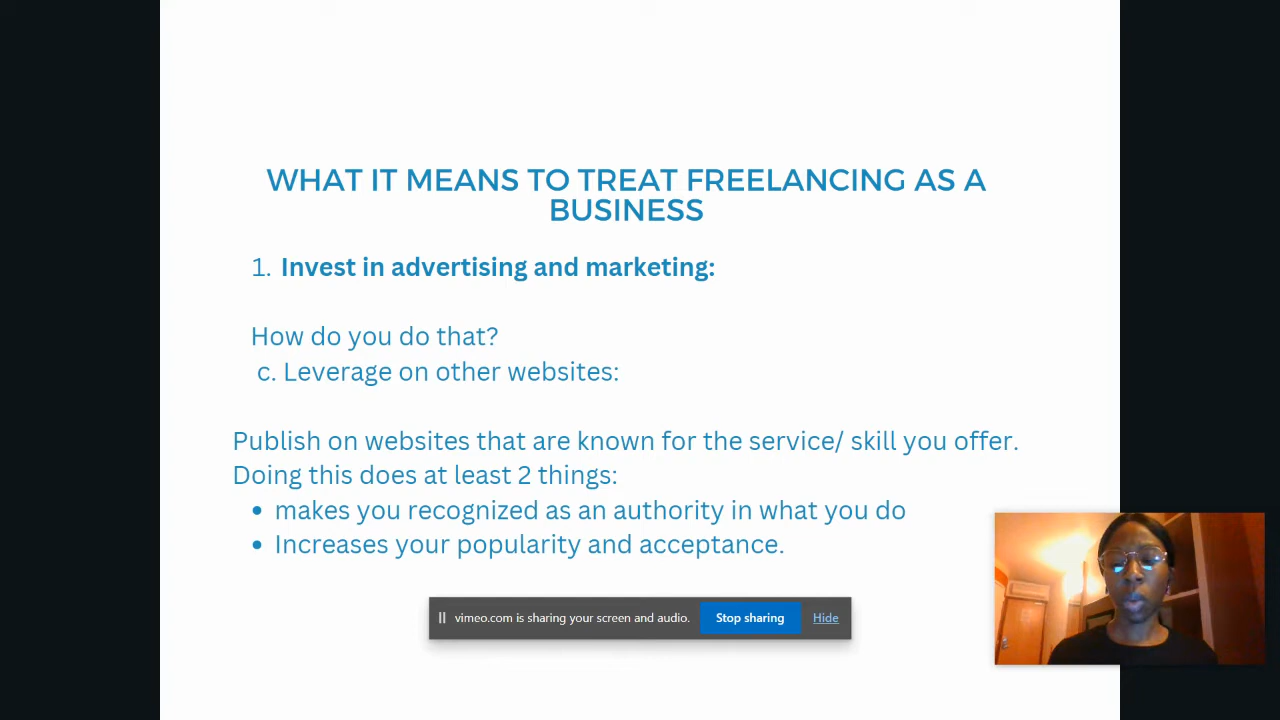 WHAT IT MEANS TO TREAT FREELANCING AS A
BUSINESS
1. Invest in advertising and marketing:
How do you do that?
c. Leverage on other websites:
Publish on websites that are known for the service/ skill you offer.
Doing this does at least 2 things:
• makes you recognized as an authority in what you do
• Increases your popularity and acceptance.
vimeo.com is sharing your screen and audio. Stop sharing Hide